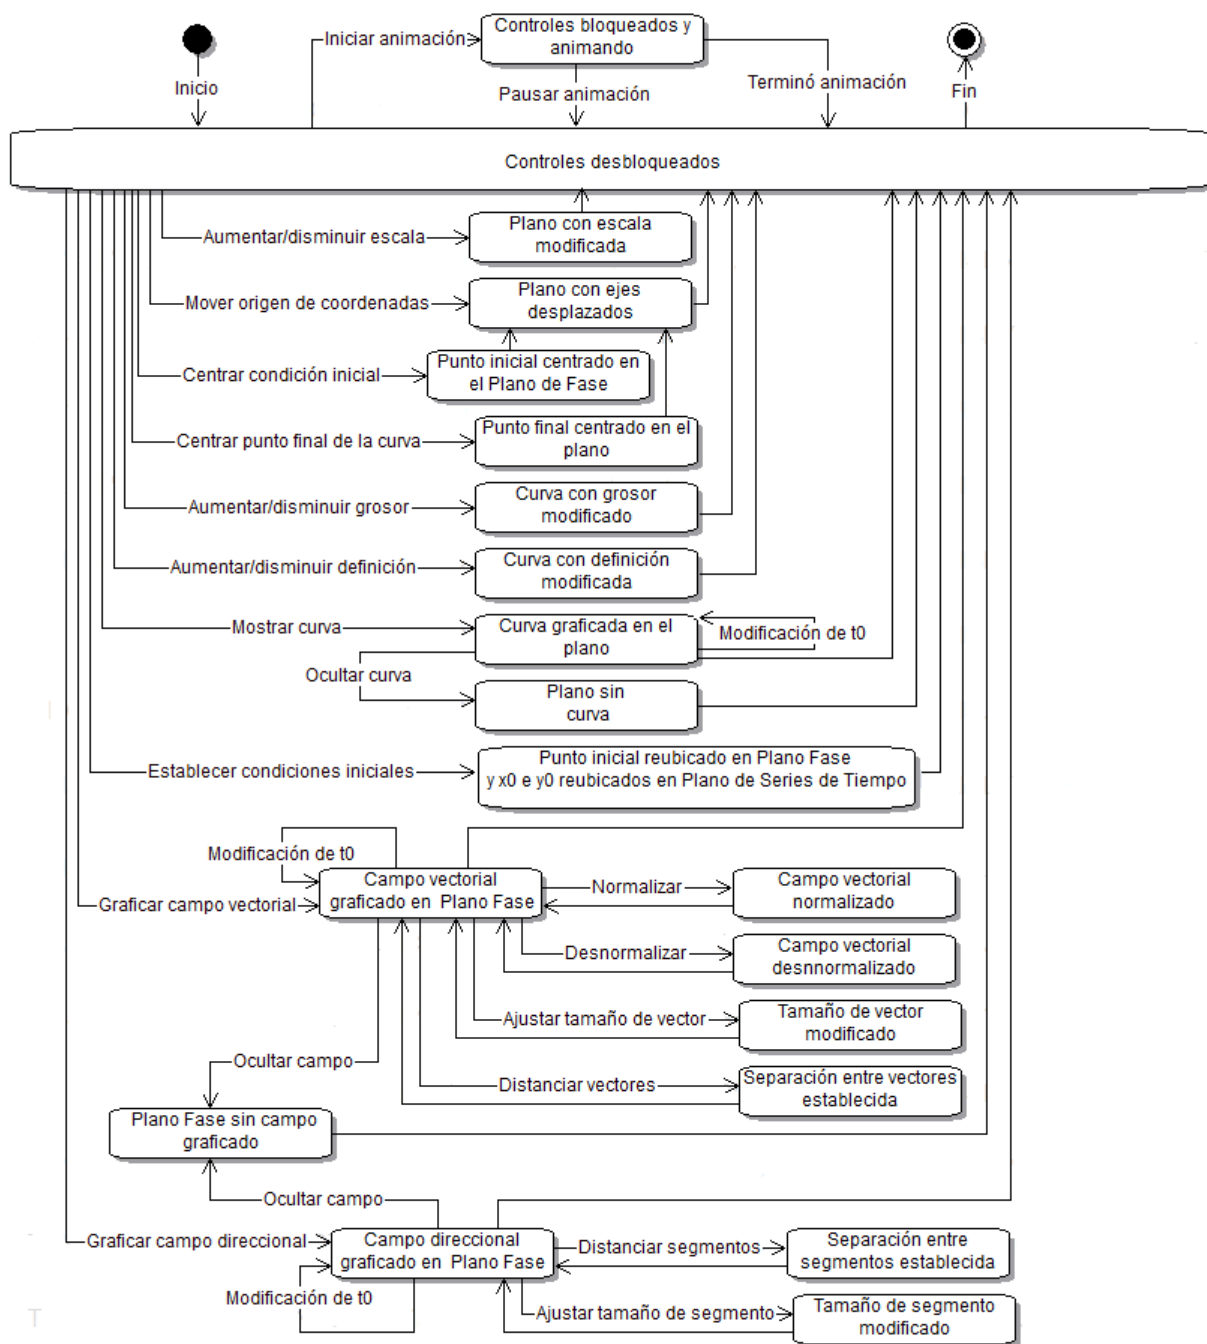 Controles bloqueados y
animando
Iniciar animación
Inicio
Pausar animación
Terminó animación
Fin
Controles desbloqueados
Aumentar/disminuir escala
Plano con escala
modificada
Mover origen de coordenadas
Plano con ejes
desplazados
Centrar condición inicial
Punto inicial centrado en
el Plano de Fase
Centrar punto final de la curva
Punto final centrado en el
plano
Aumentar/disminuir grosor
Curva con grosor
modificado
Aumentar/disminuir definición
Curva con definición
modificada
Mostrar curva
Curva graficada en el
plano
Modificación de t0
Ocultar curva
Plano sin
curva
Establecer condiciones iniciales
Punto inicial reubicado en Plano Fase
y x0 e y0 reubicados en Plano de Series de Tiempo
Modificación de t0
Graficar campo vectorial
Campo vectorial
graficado en Plano Fase
Normalizar
Campo vectorial
normalizado
Desnormalizar
Campo vectorial
desnnormalizado
Ajustar tamaño de vector
Tamaño de vector
modificado
Ocultar campo
Distanciar vectores
Separación entre vectores
establecida
Plano Fase sin campo
graficado
Ocultar campo
Graficar campo direccional
Campo direccional
graficado en Plano Fase
Distanciar segmentos
Separación entre
segmentos establecida
Modificación de t0
Ajustar tamaño de segmento
Tamaño de segmento
modificado
T